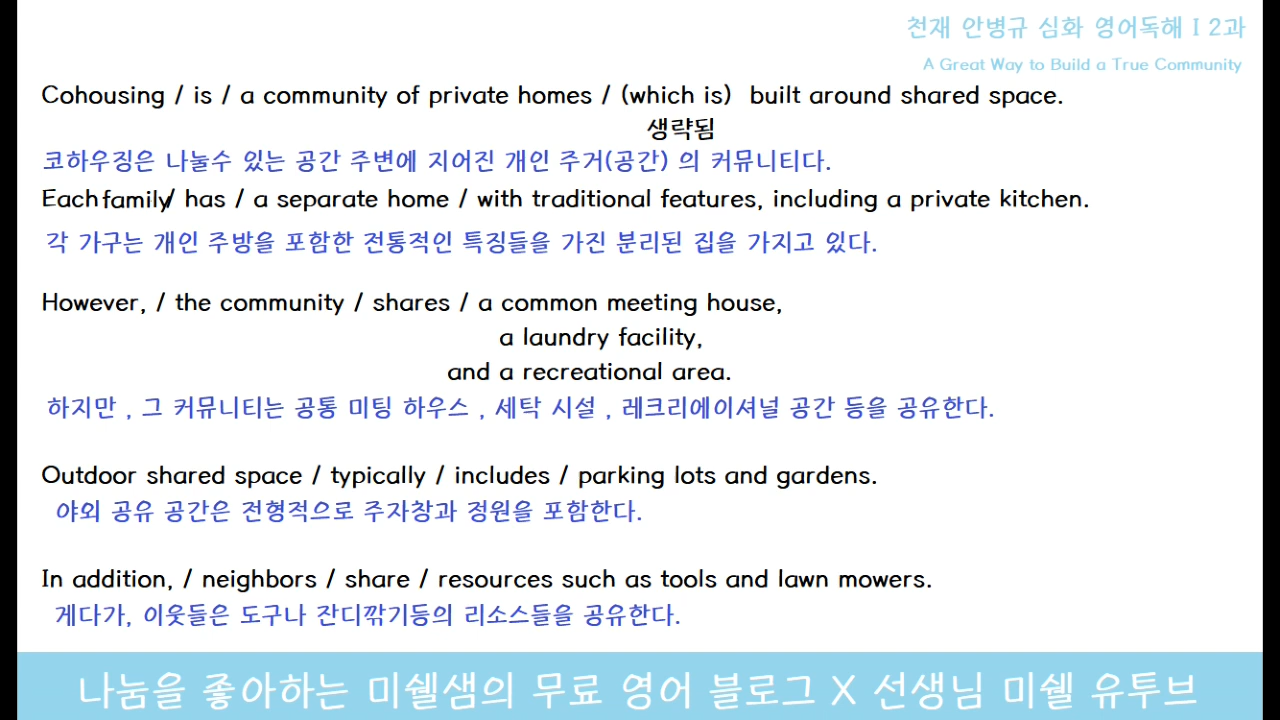 천재 안병규 심화 영어독해 I 2과
A Great Way to Build a True Community
Cohousing / is / a community of private homes / (which is) built around shared space.
생략됨
코하우징은 나눌수 있는 공간 주변에 지어진 개인 주거(공간) 의 커뮤니티다.
Each family/ has / a separate home / with traditional features, including a private kitchen.
각 가구는 개인 주방을 포함한 전통적인 특징들을 가진 분리된 집을 가지고 있다.
However, / the community / shares / a common meeting house,
a laundry facility,
and a recreational area.
하지만 , 그 커뮤니티는 공통 미팅 하우스 , 세탁 시설 , 레크리에이셔널 공간 등을 공유한다.
Outdoor shared space / typically / includes / parking lots and gardens.
야외 공유 공간은 전형적으로 주자창과 정원을 포함한다.
In addition, / neighbors / share / resources such as tools and lawn mowers.
게다가, 이웃들은 도구나 잔디깎기등의 리소스들을 공유한다.
나눔을 좋아하는 미쉘샘의 무료 영어 블로그 X 선생님 미쉘 유투브